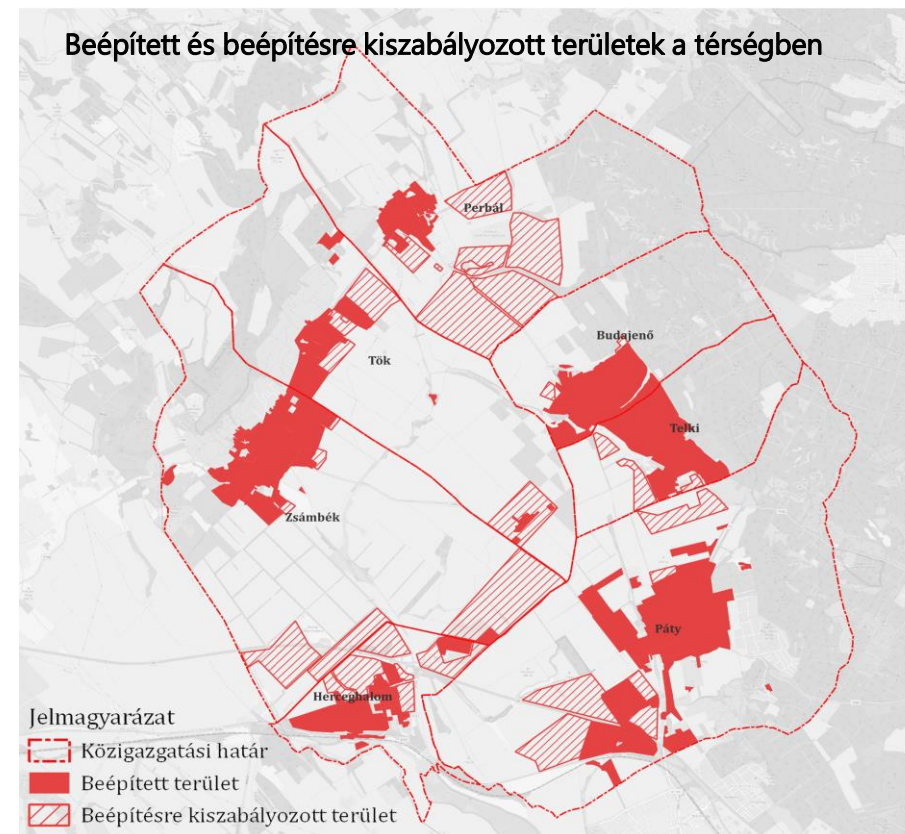 Beépített és beépítésre kiszabályozott területek a térségben
Perbál
Budajenő
Tök
Telki
Zsámbék
Páty
Herceghalom
Jelmagyarázat
Közigazgatási határ
Beépített terület
Beépítésre kiszabályozott terület